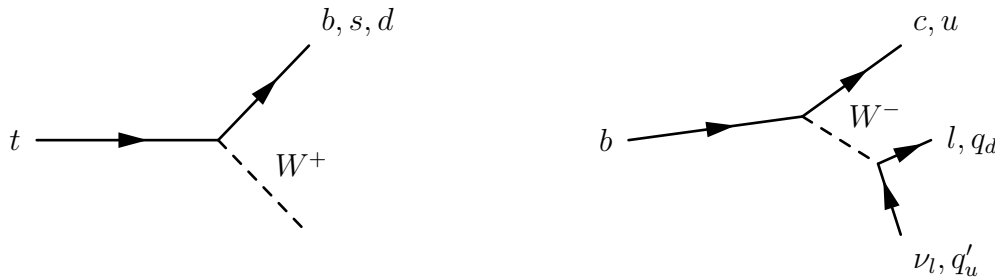 t
b, s, d
W⁺
b
c, u
W⁻
l, q_d
ν_l, q′_u